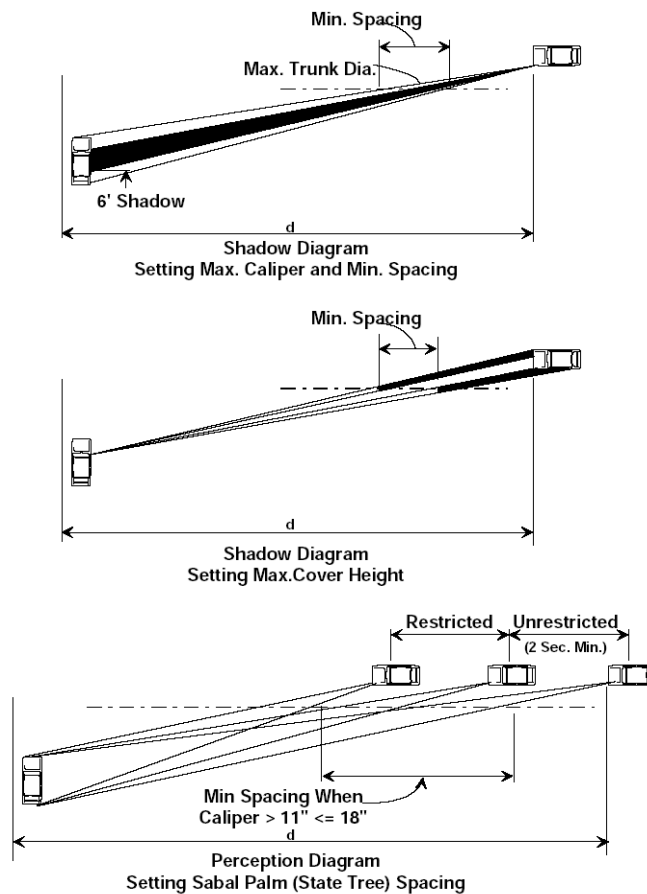 Min. Spacing
Max. Trunk Dia.
6' Shadow
d
Shadow Diagram
Setting Max. Caliper and Min. Spacing
Min. Spacing
d
Shadow Diagram
Setting Max.Cover Height
Restricted
Unrestricted
(2 Sec. Min.)
Min Spacing When
Caliper > 11" <= 18"
d
Perception Diagram
Setting Sabal Palm (State Tree) Spacing